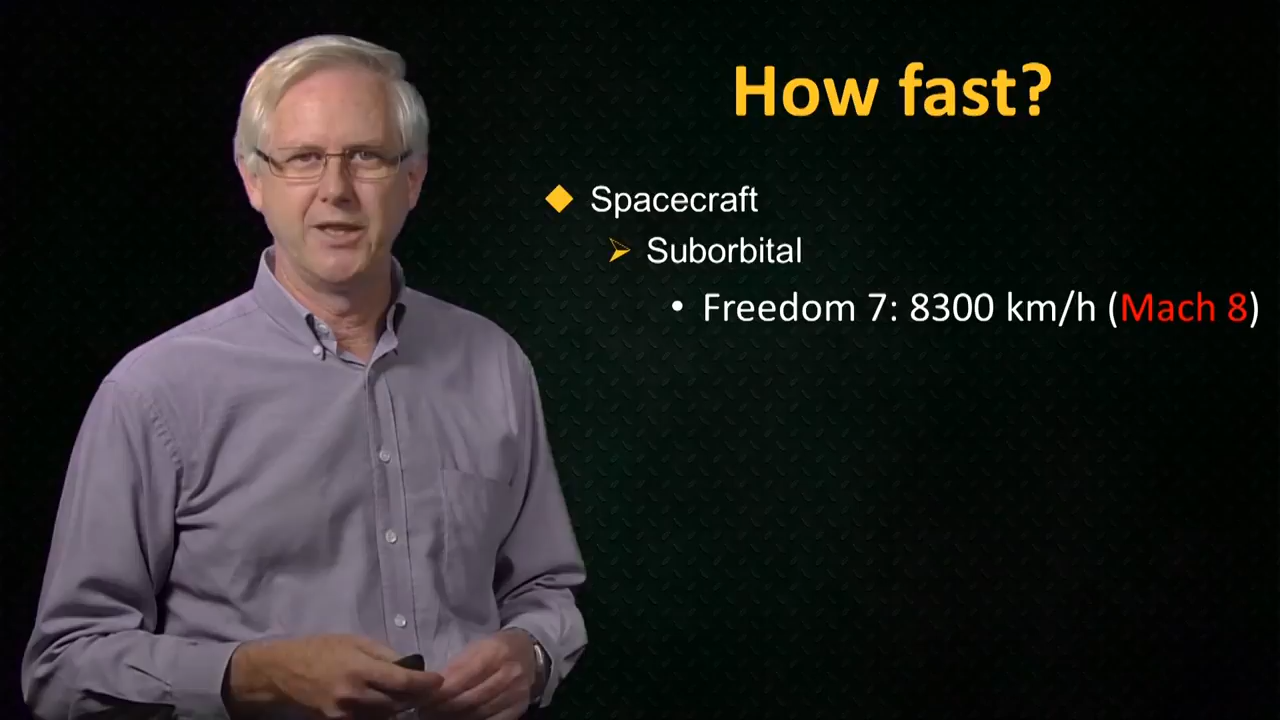 How fast?
Spacecraft
Suborbital
• Freedom 7: 8300 km/h (Mach 8)